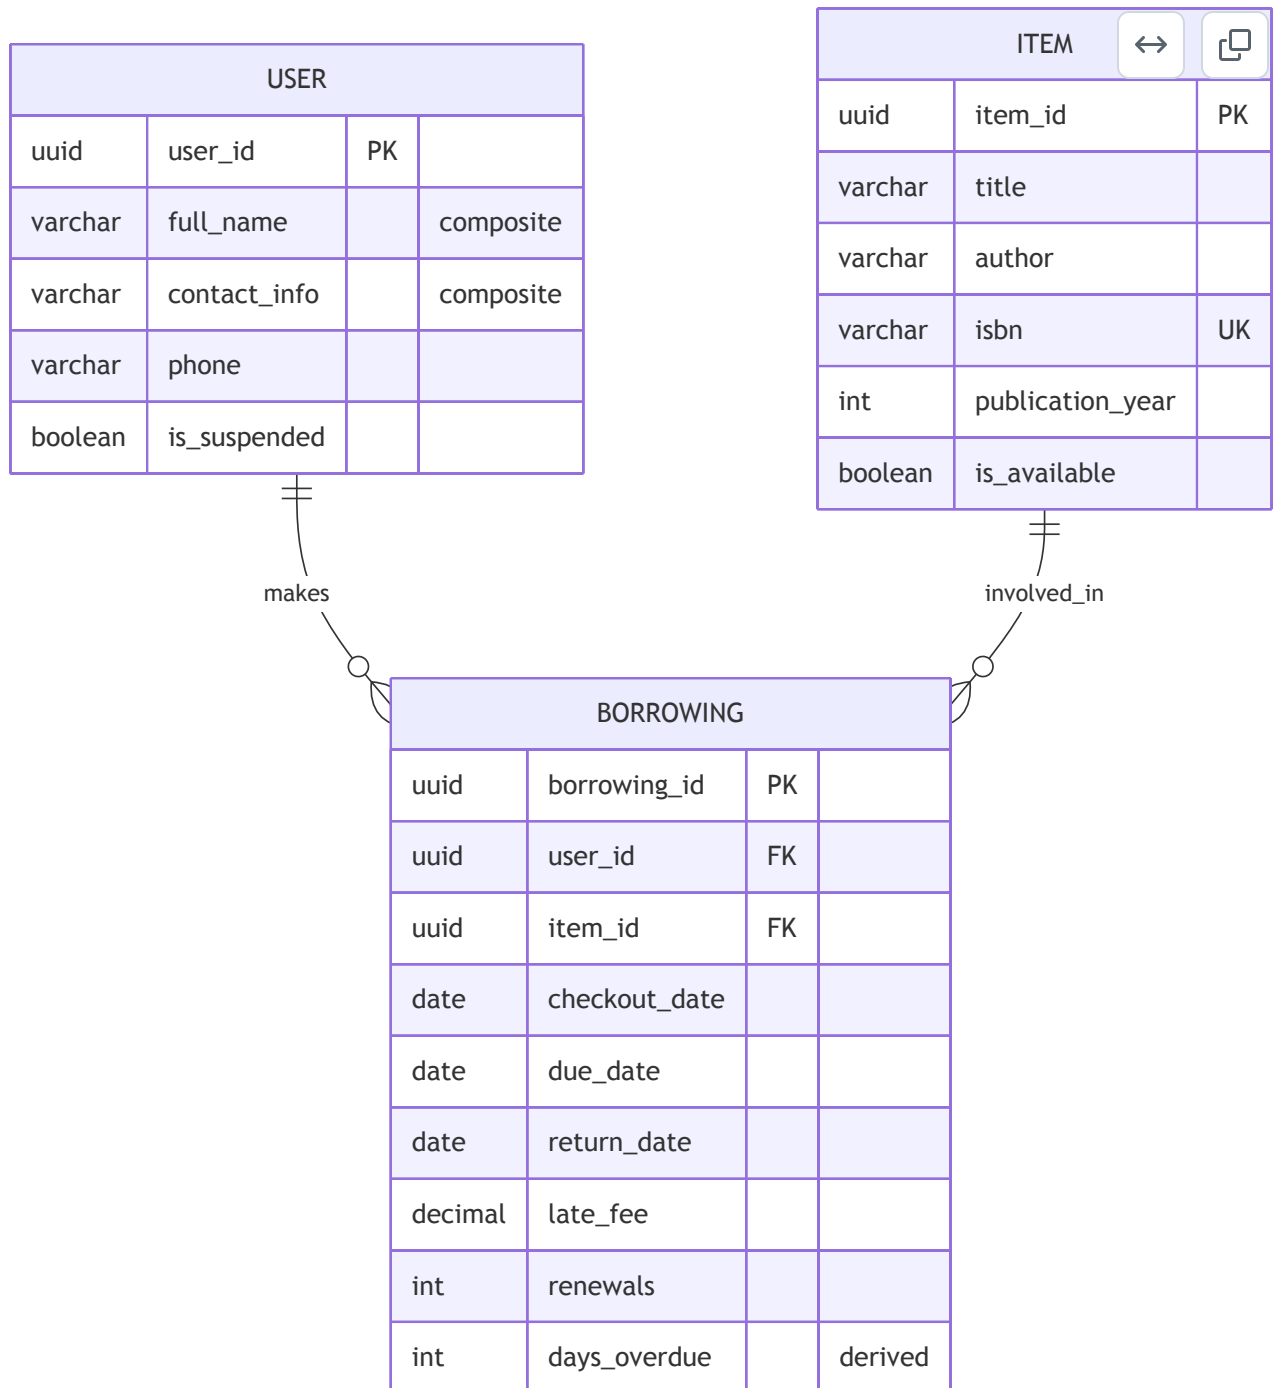 USER
uuid user_id PK
varchar full_name composite
varchar contact_info composite
varchar phone
boolean is_suspended
ITEM
uuid item_id PK
varchar title
varchar author
varchar isbn UK
int publication_year
boolean is_available
makes
involved_in
BORROWING
uuid borrowing_id PK
uuid user_id FK
uuid item_id FK
date checkout_date
date due_date
date return_date
decimal late_fee
int renewals
int days_overdue derived